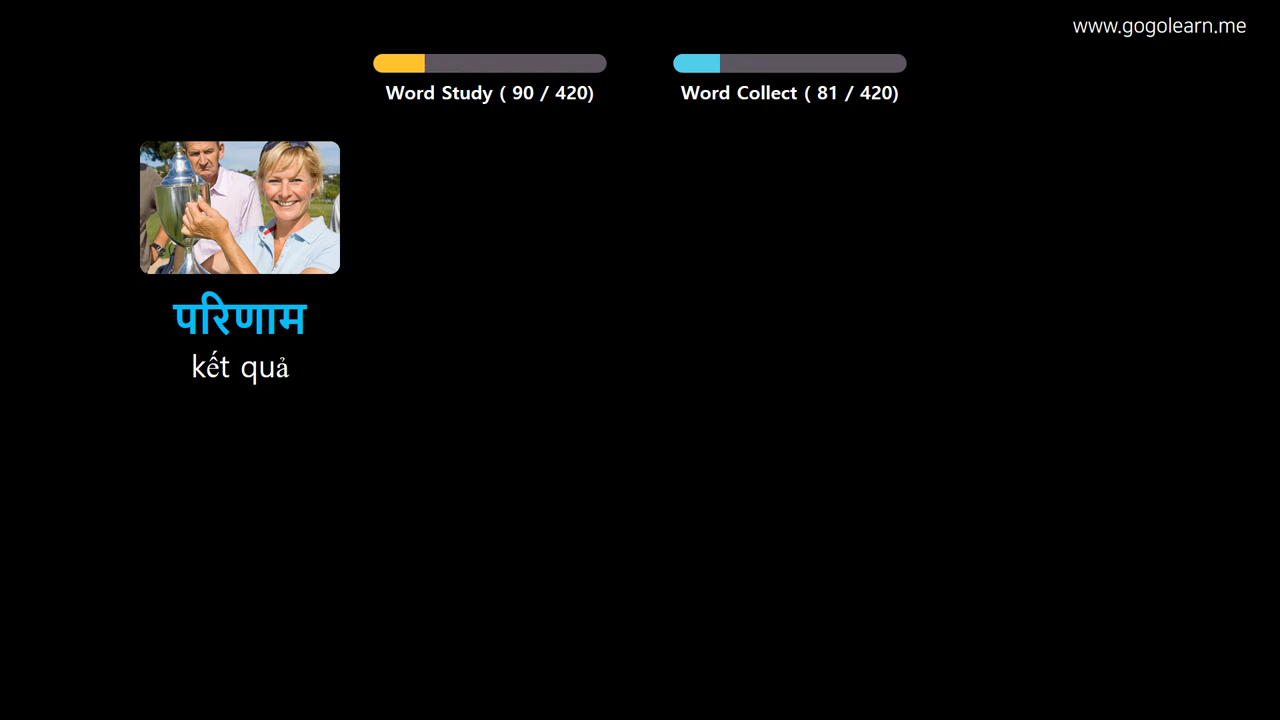 www.gogolearn.me
Word Study ( 90 / 420)
Word Collect ( 81 / 420)
परिणाम
kết quả